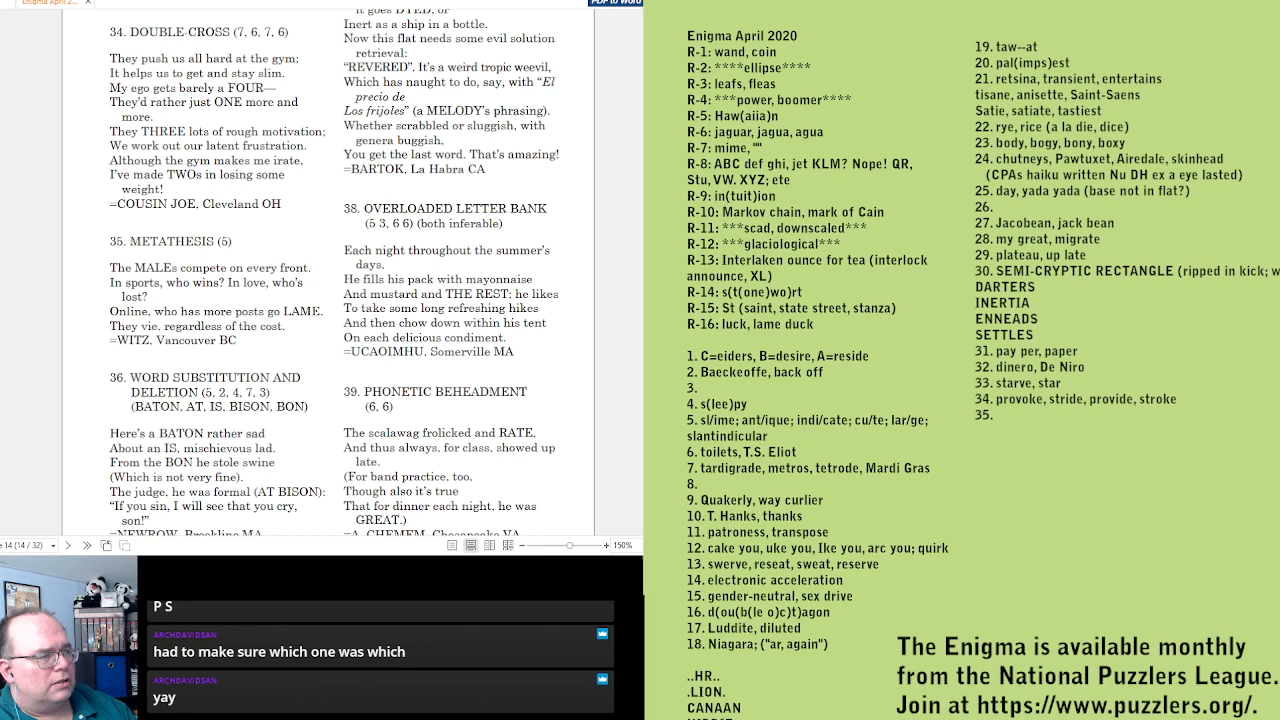 Enigma April 2...
PDF to Word
34. DOUBLE-CROSS (7, 6, 7, 6)
They push us all hard at the gym;
It helps us to get and stay slim.
My ego gets barely a FOUR—
They'd rather just ONE more and
more.
They THREE lots of rough motivation;
We work out our latent frustration.
Although the gym makes me irate,
I've made TWOs in losing some
weight!
=COUSIN JOE, Cleveland OH
35. METATHESIS (5)
The MALEs compete on every front.
In sports, who wins? In love, who's
lost?
Online, who has more posts go LAME.
They vie, regardless of the cost.
=WITZ, Vancouver BC
36. WORD SUBSTITUTION AND
DELETION (5, 2, 4, 7, 3)
(BATON, AT, IS, BISON, BON)
Here's a BATON rather sad
About an IS, mischievous lad.
From the BON he stole swine
(Which is not very fine).
The judge, he was formal (AT BISON):
"If you sin, I will see that you cry,
son!"
=NEWROW, Brookline MA
It goes DYED, or
Inert as a ship in a bottle.
Now this flat needs some evil solution
retrieval:
"REVERED". It's a weird tropic weevil,
Which has naught to do, say, with "El
precio de
Los frijoles" (a MELODY's phrasing).
Whether scrabbled or sluggish, with
genera buggish,
You get the last word. That's amazing!
=BARTOK, La Habra CA
38. OVERLOADED LETTER BANK
(5 3, 6 6) (both inferable)
Each night throughout the summer's
days,
He fills his pack with mayonnaise
And mustard and THE REST; he likes
To take some long refreshing hikes
And then chow down within his tent
On each delicious condiment.
=UCAOIMHU, Somerville MA
39. PHONETIC BEHEADMENT
(6, 6)
The scalawag frolicked and RATE,
And thus always, for class, showed up
late.
(For band practice, too,
Though also it's true
That for dinner each night, he was
GREAT.)
=A. CHEMEM, Chesapeake VA
e 14 (14 / 32)
150%
P S
ARCHDAVIDSAN
had to make sure which one was which
ARCHDAVIDSAN
yay
Enigma April 2020
R-1: wand, coin
R-2: ****ellipse****
R-3: leafs, fleas
R-4: ***power, boomer****
R-5: Haw(aiia)n
R-6: jaguar, jagua, agua
R-7: mime, ""
R-8: ABC def ghi, jet KLM? Nope! QR,
Stu, VW. XYZ; ete
R-9: in(tuit)ion
R-10: Markov chain, mark of Cain
R-11: ***scad, downscaled***
R-12: ***glaciological***
R-13: Interlaken ounce for tea (interlock
announce, XL)
R-14: s(t(one)wo)rt
R-15: St (saint, state street, stanza)
R-16: luck, lame duck
1. C=eiders, B=desire, A=reside
2. Baeckeoffe, back off
3.
4. s(lee)py
5. sl/ime; ant/ique; indi/cate; cu/te; lar/ge;
slantindicular
6. toilets, T.S. Eliot
7. tardigrade, metros, tetrode, Mardi Gras
8.
9. Quakerly, way curlier
10. T. Hanks, thanks
11. patroness, transpose
12. cake you, uke you, Ike you, arc you; quirk
13. swerve, reseat, sweat, reserve
14. electronic acceleration
15. gender-neutral, sex drive
16. d(ou(b(le o)c)t)agon
17. Luddite, diluted
18. Niagara; ("ar, again")
..HR..
.LION.
CANAAN
19. taw--at
20. pal(imps)est
21. retsina, transient, entertains
tisane, anisette, Saint-Saens
Satie, satiate, tastiest
22. rye, rice (a la die, dice)
23. body, bogy, bony, boxy
24. chutneys, Pawtuxet, Airedale, skinhead
(CPAs haiku written Nu DH ex a eye lasted)
25. day, yada yada (base not in flat?)
26.
27. Jacobean, jack bean
28. my great, migrate
29. plateau, up late
30. SEMI-CRYPTIC RECTANGLE (ripped in kick; w
DARTERS
INERTIA
ENNEADS
SETTLES
31. pay per, paper
32. dinero, De Niro
33. starve, star
34. provoke, stride, provide, stroke
35.
The Enigma is available monthly
from the National Puzzlers League.
Join at https://www.puzzlers.org/.